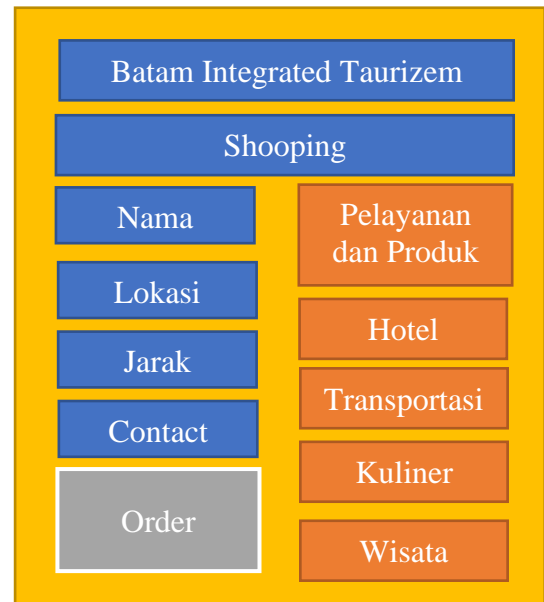 Batam Integrated Taurizem
Shooping
Nama
Lokasi
Jarak
Contact
Order
Pelayanan
dan Produk
Hotel
Transportasi
Kuliner
Wisata